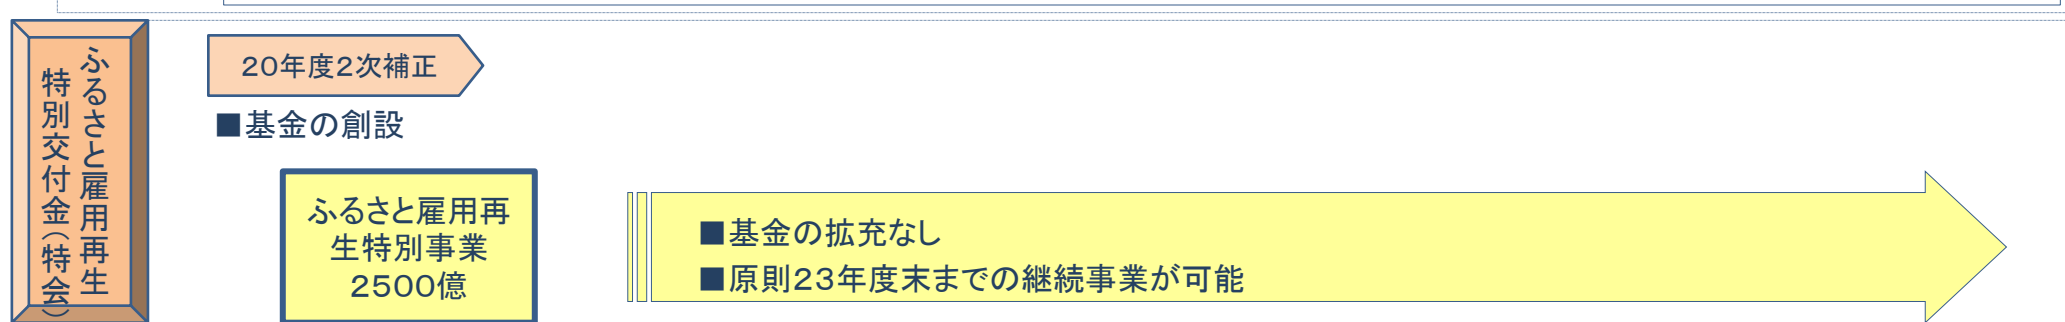 ふるさと雇用再生
特別交付金（特会）
２０年度２次補正
■基金の創設
ふるさと雇用再
生特別事業
２５００億
■基金の拡充なし
■原則２３年度末までの継続事業が可能